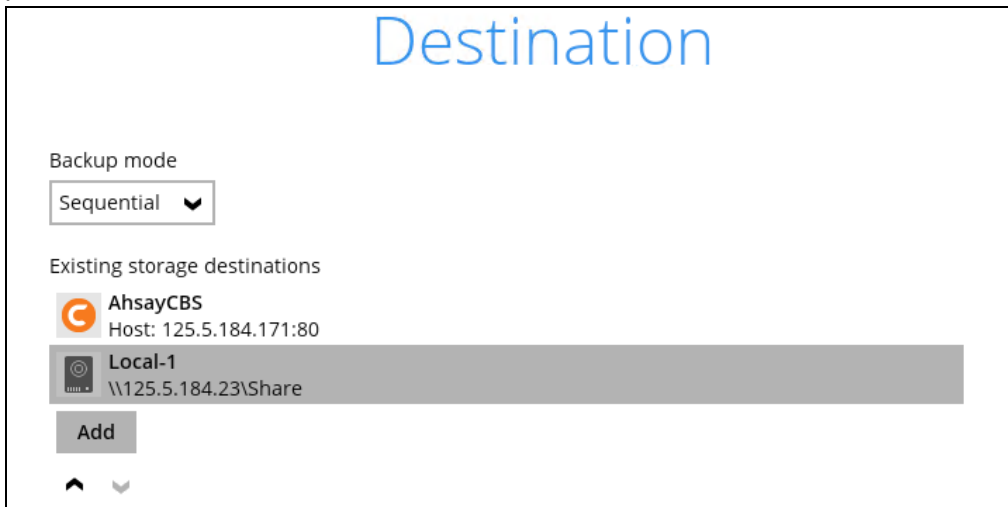 Destination
Backup mode
Sequential
Existing storage destinations
AhsayCBS
Host: 125.5.184.171:80
Local-1
\\125.5.184.23\Share
Add